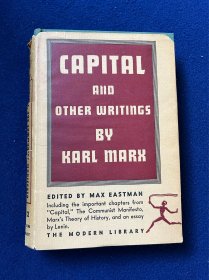 CAPITAL
AND
OTHER WRITINGS
BY
KARL MARX
EDITED BY MAX EASTMAN
Including the important chapters from
"Capital," The Communist Manifesto,
Marx's Theory of History, and an essay
by Lenin.
THE MODERN LIBRARY